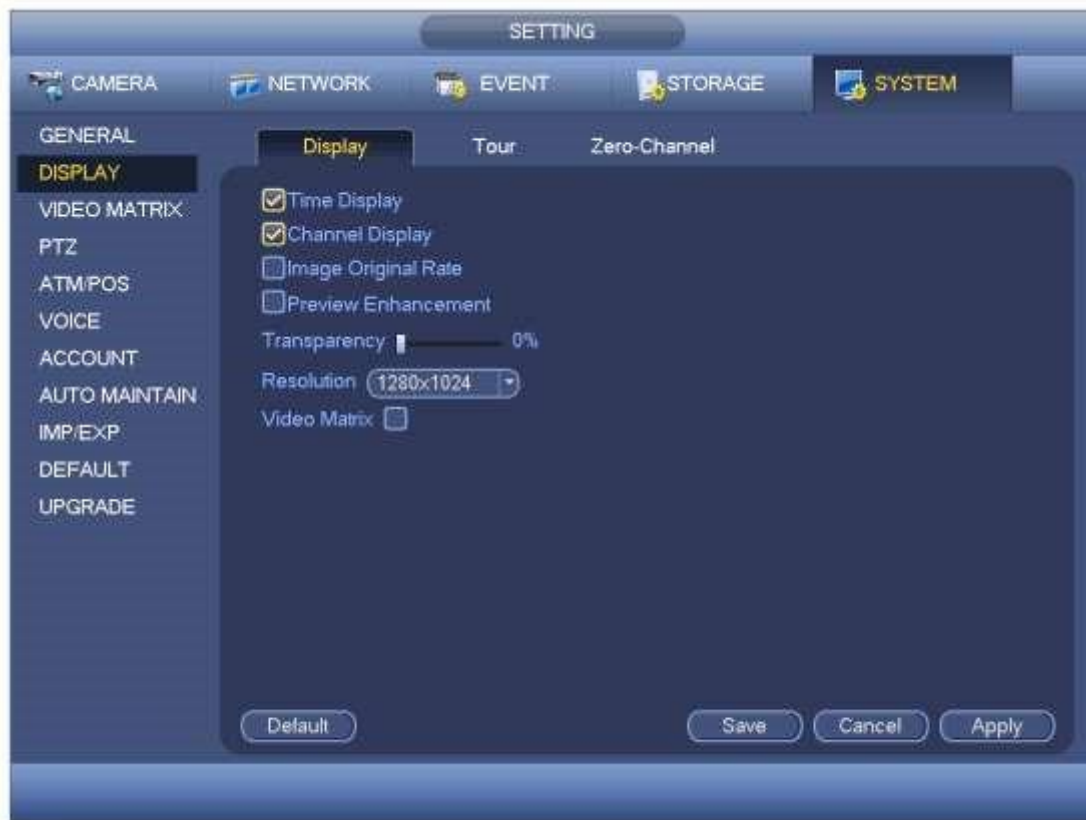 SETTING
CAMERA NETWORK EVENT STORAGE SYSTEM
GENERAL
DISPLAY
VIDEO MATRIX
PTZ
ATM/POS
VOICE
ACCOUNT
AUTO MAINTAIN
IMP/EXP
DEFAULT
UPGRADE
Display Tour Zero-Channel
Time Display
Channel Display
Image Original Rate
Preview Enhancement
Transparency 0%
Resolution 1280x1024
Video Matrix
Default Save Cancel Apply